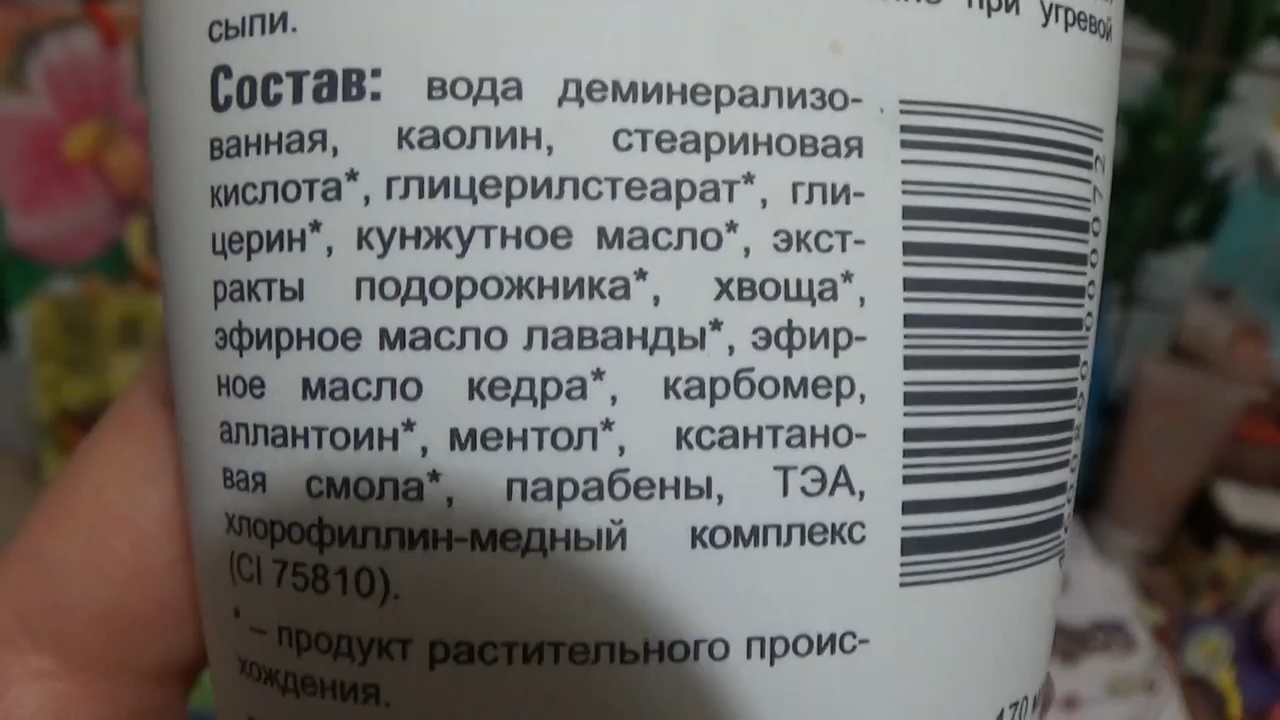 при угревой
сыпи.
Состав: вода деминерализо-
ванная, каолин, стеариновая
кислота*, глицерилстеарат*, гли-
церин*, кунжутное масло*, экст-
ракты подорожника*, хвоща*,
эфирное масло лаванды*, эфир-
ное масло кедра*, карбомер,
аллантоин*, ментол*, ксантано-
вая смола*, парабены, ТЭА,
хлорофиллин-медный комплекс
(CI 75810).
* – продукт растительного проис-
хождения.